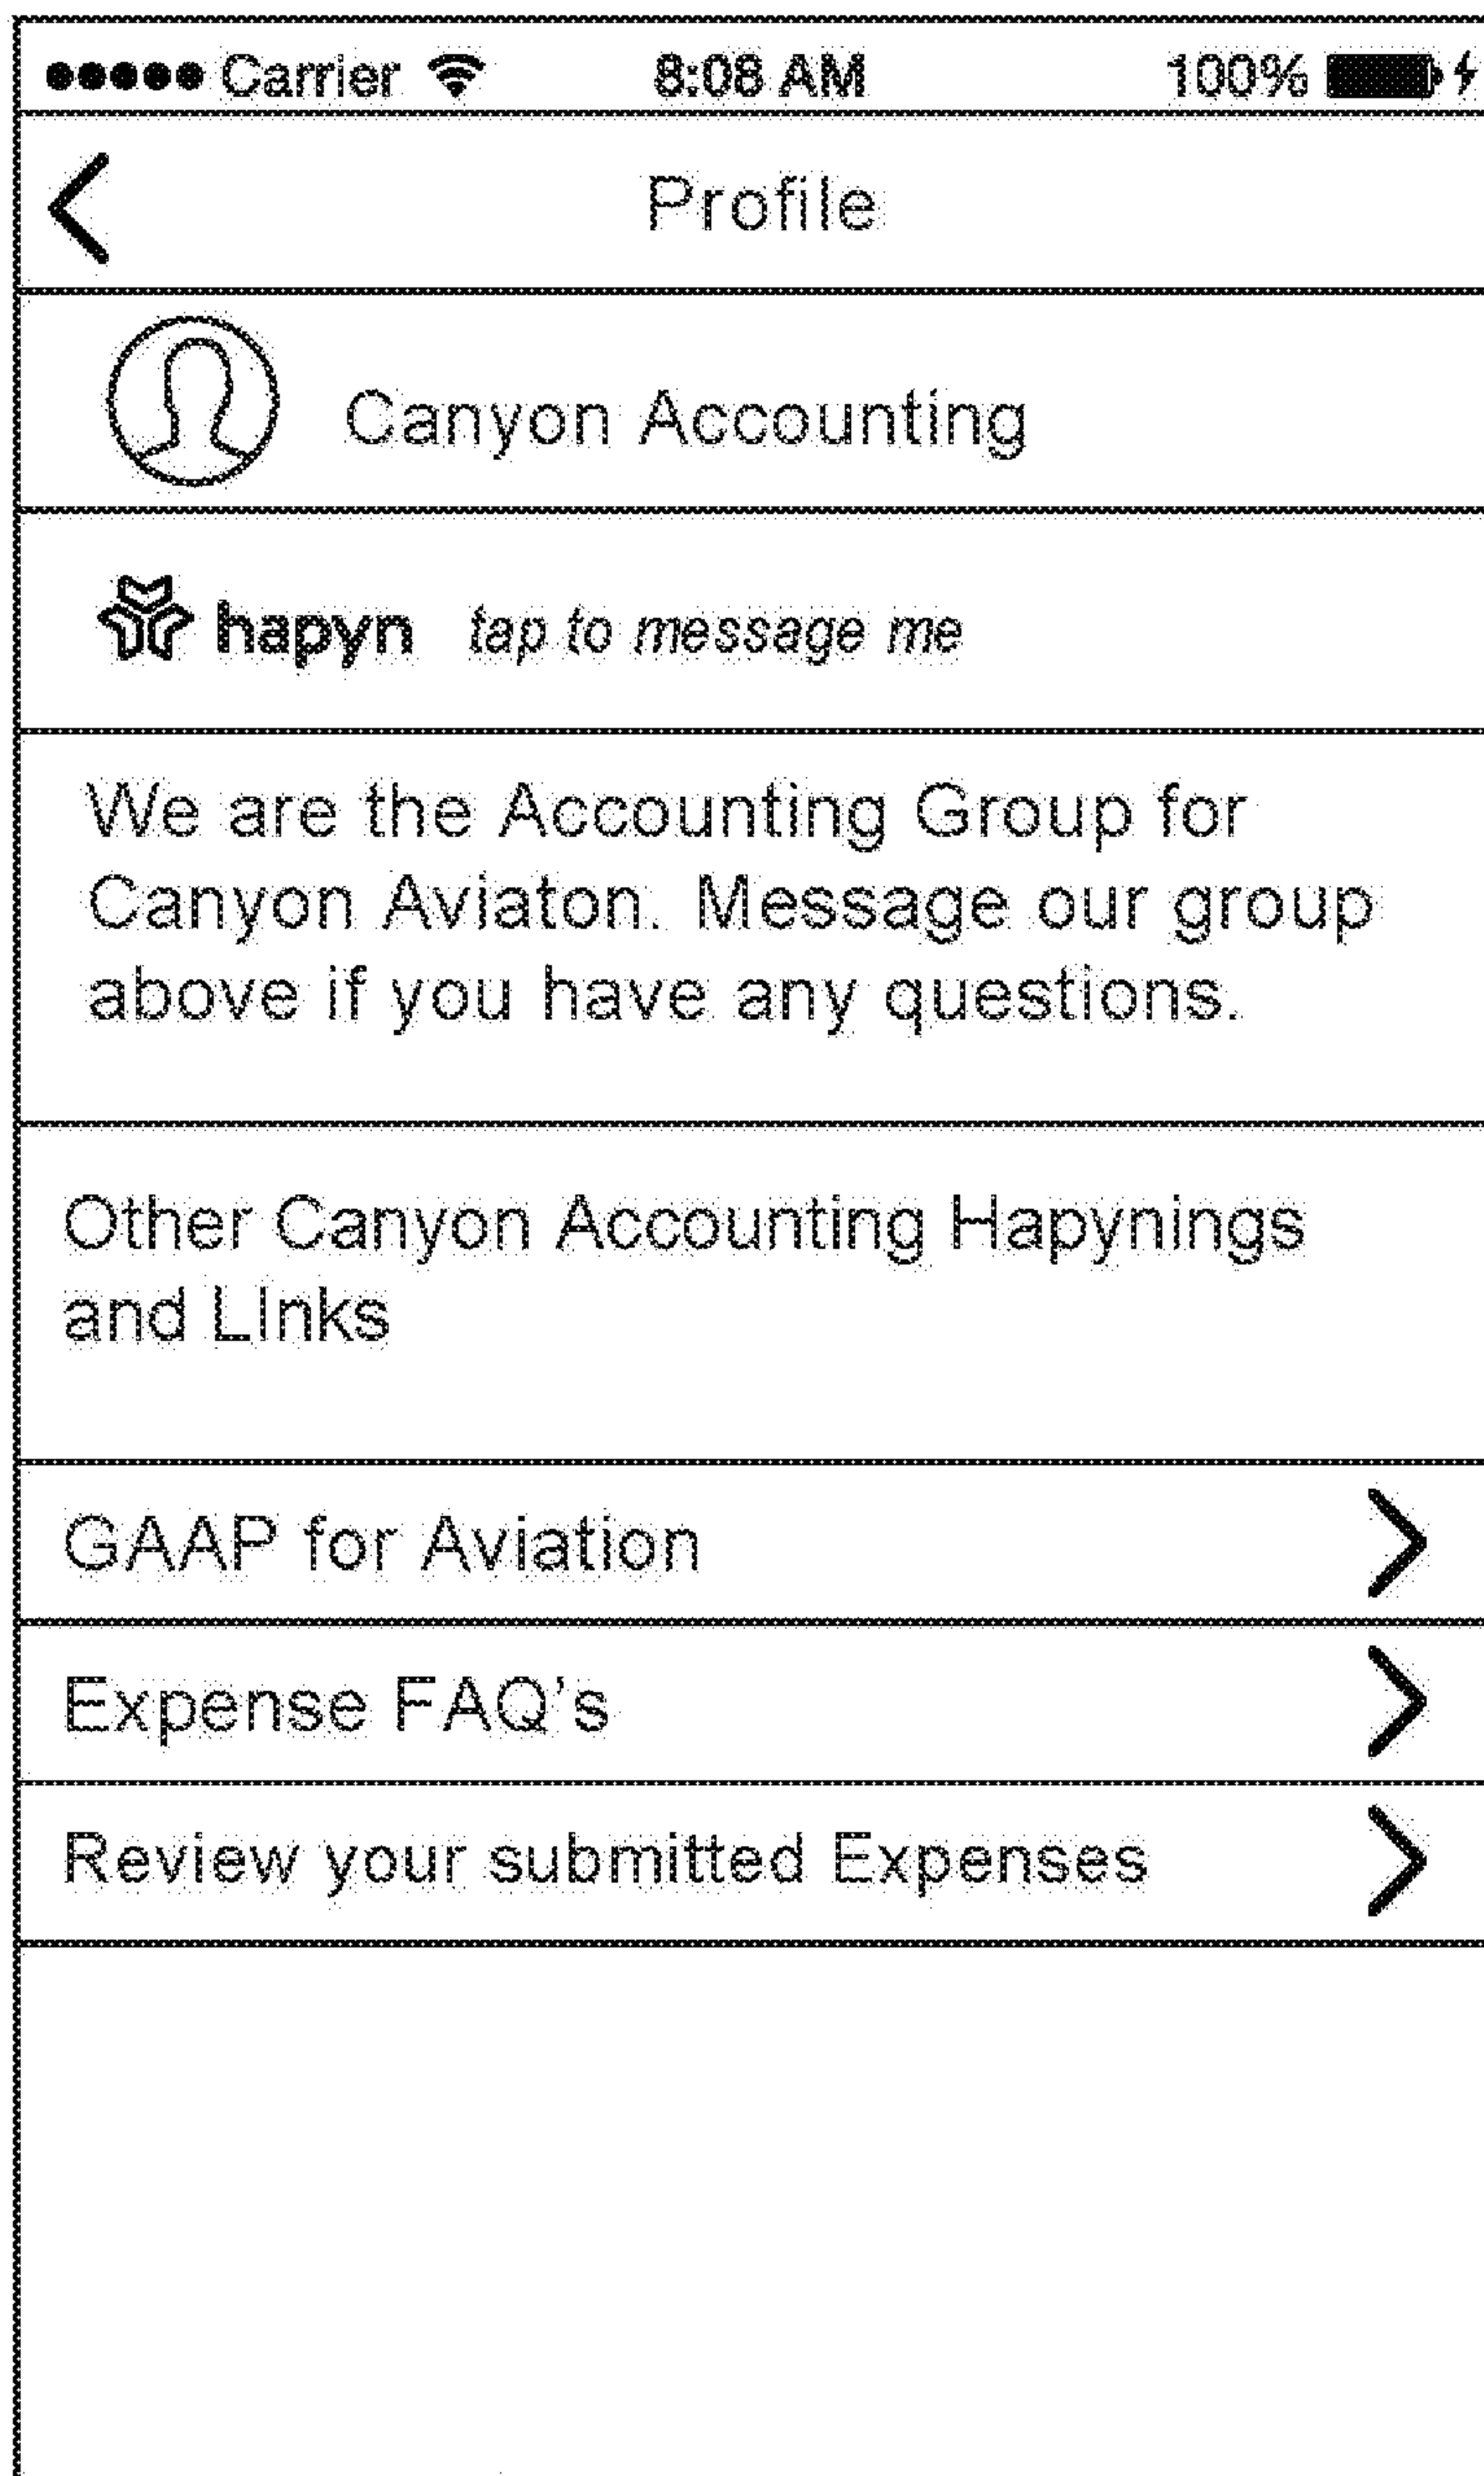 Carrier 8:08 AM 100%
Profile
Canyon Accounting
hapyn tap to message me
We are the Accounting Group for
Canyon Aviaton. Message our group
above if you have any questions.
Other Canyon Accounting Hapynings
and LInks
GAAP for Aviation
Expense FAQ's
Review your submitted Expenses